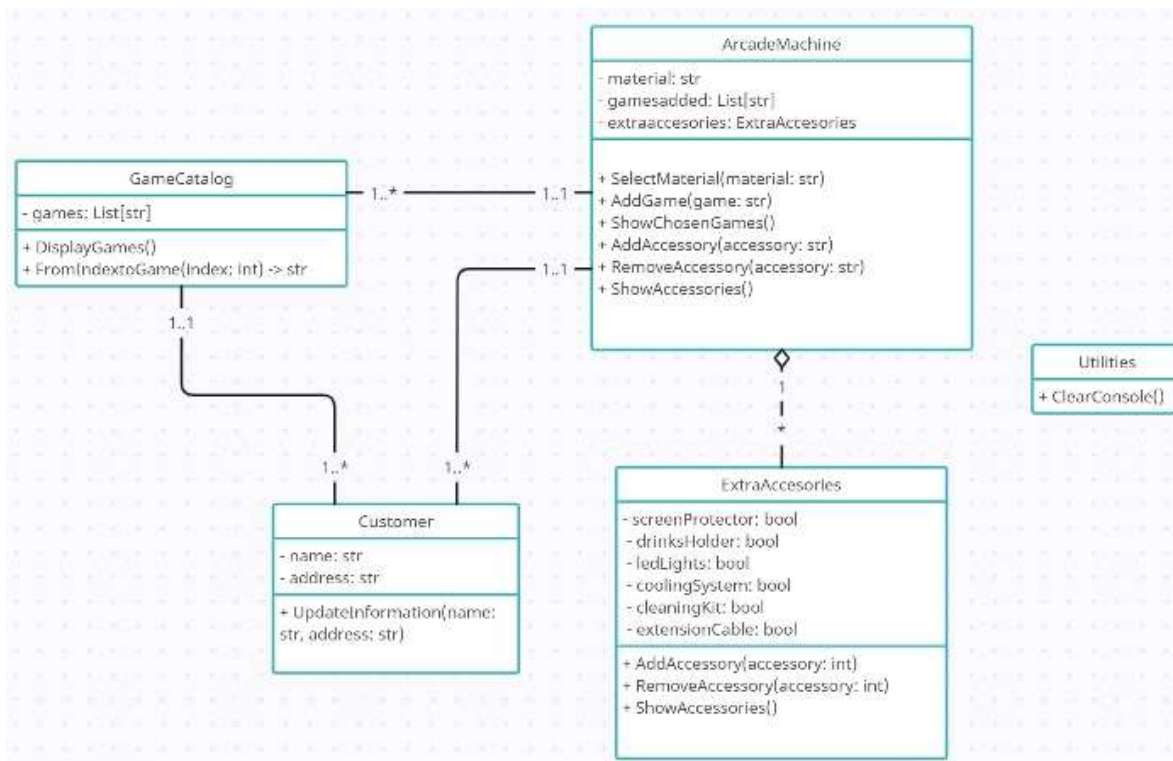 ArcadeMachine
- material: str
- gamesadded: List[str]
- extraaccesories: ExtraAccesories
+ SelectMaterial(material: str)
+ AddGame(game: str)
+ ShowChosenGames()
+ AddAccessory(accessory: str)
+ RemoveAccessory(accessory: str)
+ ShowAccessories()
GameCatalog
- games: List[str]
+ DisplayGames()
+ FromIndextoGame(index: int) -> str
1..*
1..1
1..1
1..1
1..*
1..*
1
*
Utilities
+ ClearConsole()
Customer
- name: str
- address: str
+ UpdateInformation(name:
str, address: str)
ExtraAccesories
- screenProtector: bool
- drinksHolder: bool
- ledLights: bool
- coolingSystem: bool
- cleaningKit: bool
- extensionCable: bool
+ AddAccessory(accessory: int)
+ RemoveAccessory(accessory: int)
+ ShowAccessories()